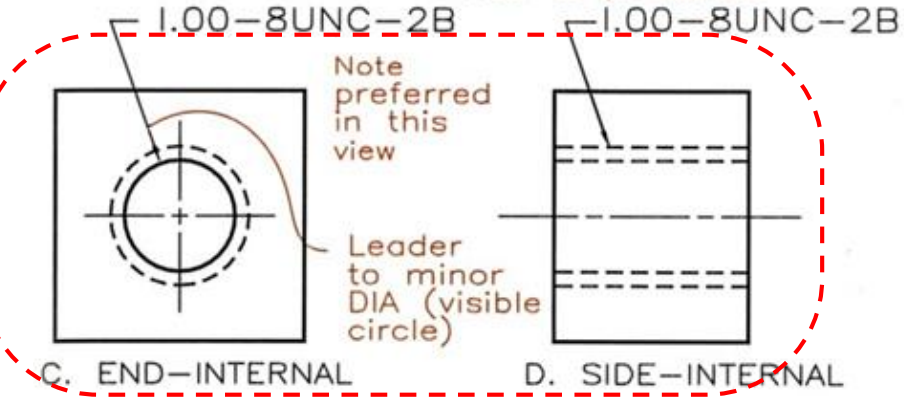 1.00-8UNC-2B
1.00-8UNC-2B
Note
preferred
in this
view
Leader
to minor
DIA (visible
circle)
C. END-INTERNAL
D. SIDE-INTERNAL